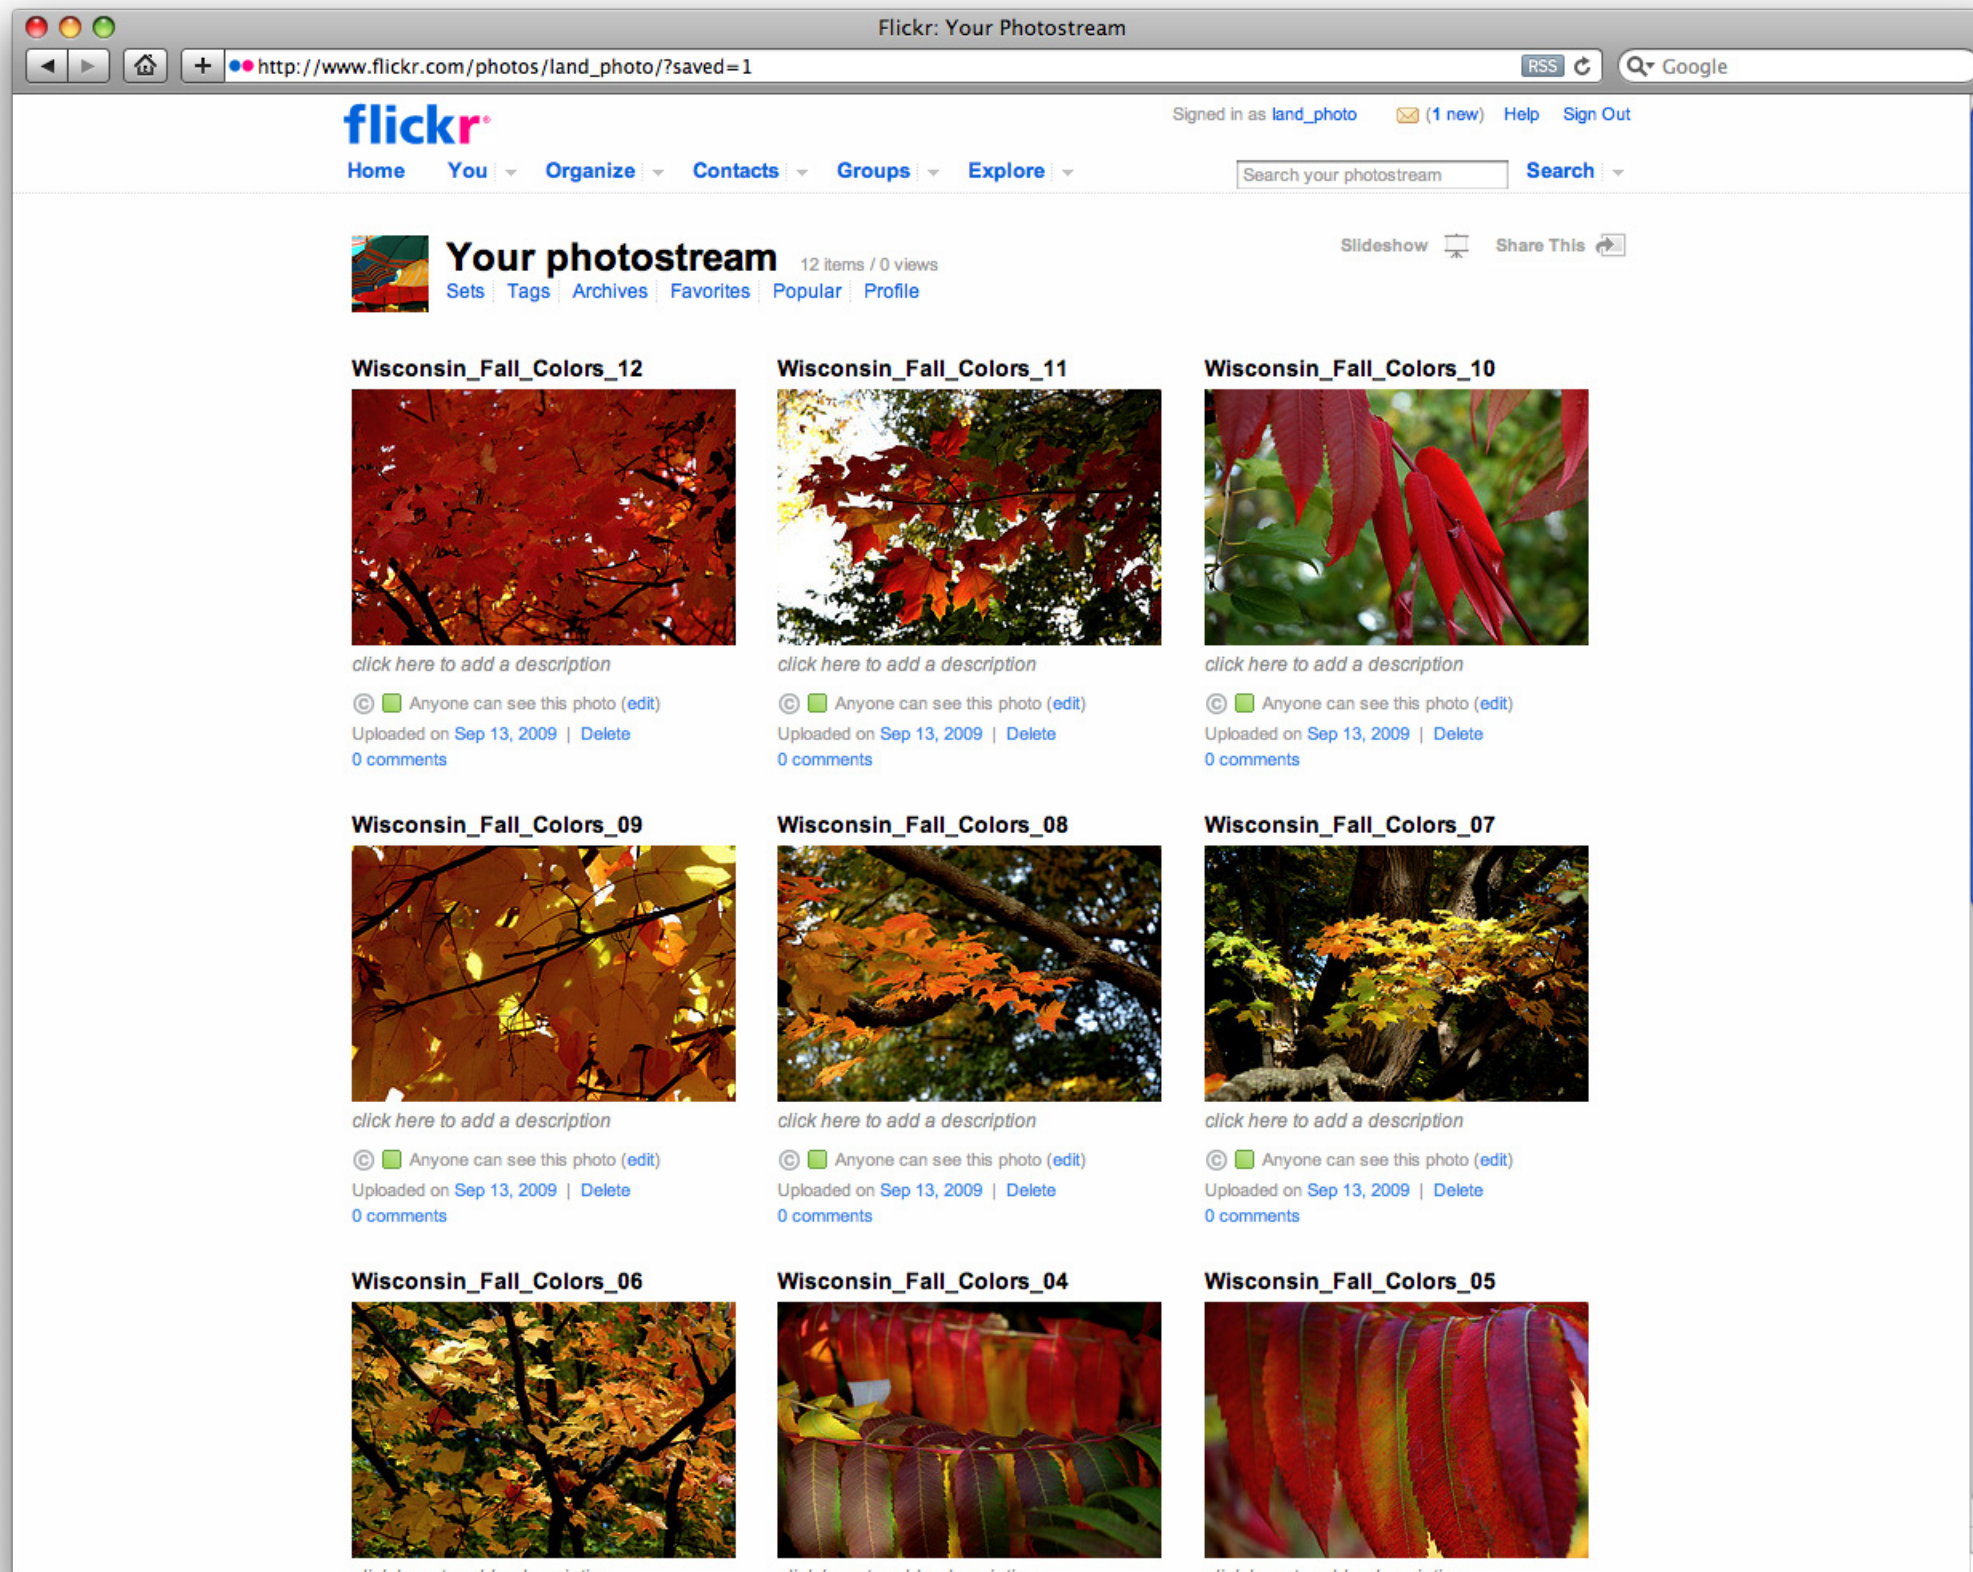 Flickr: Your Photostream
http://www.flickr.com/photos/land_photo/?saved=1
RSS
Google
flickr®
Signed in as land_photo (1 new) Help Sign Out
Home You Organize Contacts Groups Explore
Search your photostream Search
Your photostream 12 items / 0 views
Slideshow Share This
Sets Tags Archives Favorites Popular Profile
Wisconsin_Fall_Colors_12 Wisconsin_Fall_Colors_11 Wisconsin_Fall_Colors_10
click here to add a description click here to add a description click here to add a description
© Anyone can see this photo (edit) © Anyone can see this photo (edit) © Anyone can see this photo (edit)
Uploaded on Sep 13, 2009 | Delete Uploaded on Sep 13, 2009 | Delete Uploaded on Sep 13, 2009 | Delete
0 comments 0 comments 0 comments
Wisconsin_Fall_Colors_09 Wisconsin_Fall_Colors_08 Wisconsin_Fall_Colors_07
click here to add a description click here to add a description click here to add a description
© Anyone can see this photo (edit) © Anyone can see this photo (edit) © Anyone can see this photo (edit)
Uploaded on Sep 13, 2009 | Delete Uploaded on Sep 13, 2009 | Delete Uploaded on Sep 13, 2009 | Delete
0 comments 0 comments 0 comments
Wisconsin_Fall_Colors_06 Wisconsin_Fall_Colors_04 Wisconsin_Fall_Colors_05